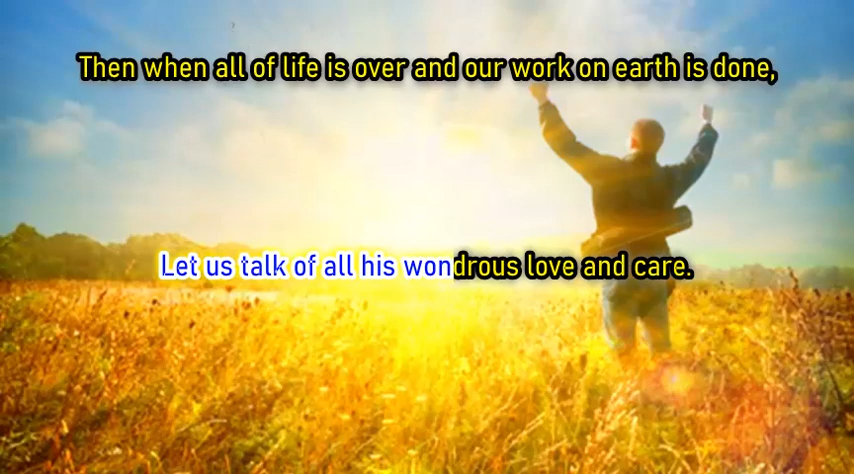 Then when all of life is over and our work on earth is done,
Let us talk of all his wondrous love and care.